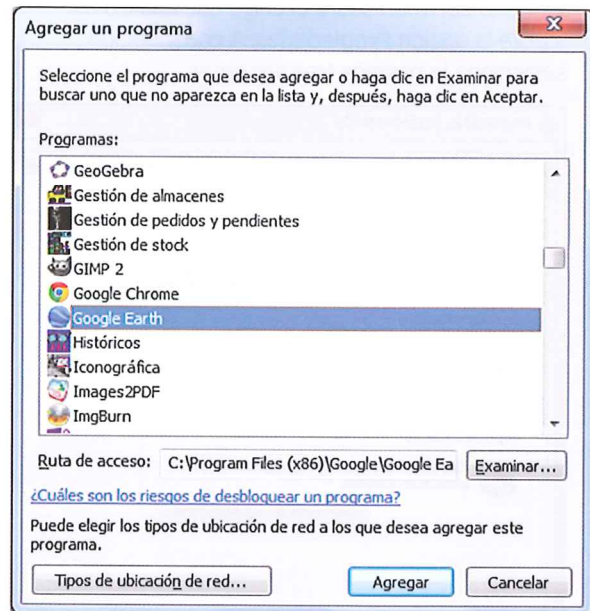 Agregar un programa
Seleccione el programa que desea agregar o haga clic en Examinar para
buscar uno que no aparezca en la lista y, después, haga clic en Aceptar.
Programas:
GeoGebra
Gestión de almacenes
Gestión de pedidos y pendientes
Gestión de stock
GIMP 2
Google Chrome
Google Earth
Históricos
Iconográfica
Images2PDF
ImgBurn
Ruta de acceso: C:\Program Files (x86)\Google\Google Ea Examinar...
¿Cuáles son los riesgos de desbloquear un programa?
Puede elegir los tipos de ubicación de red a los que desea agregar este
programa.
Tipos de ubicación de red... Agregar Cancelar